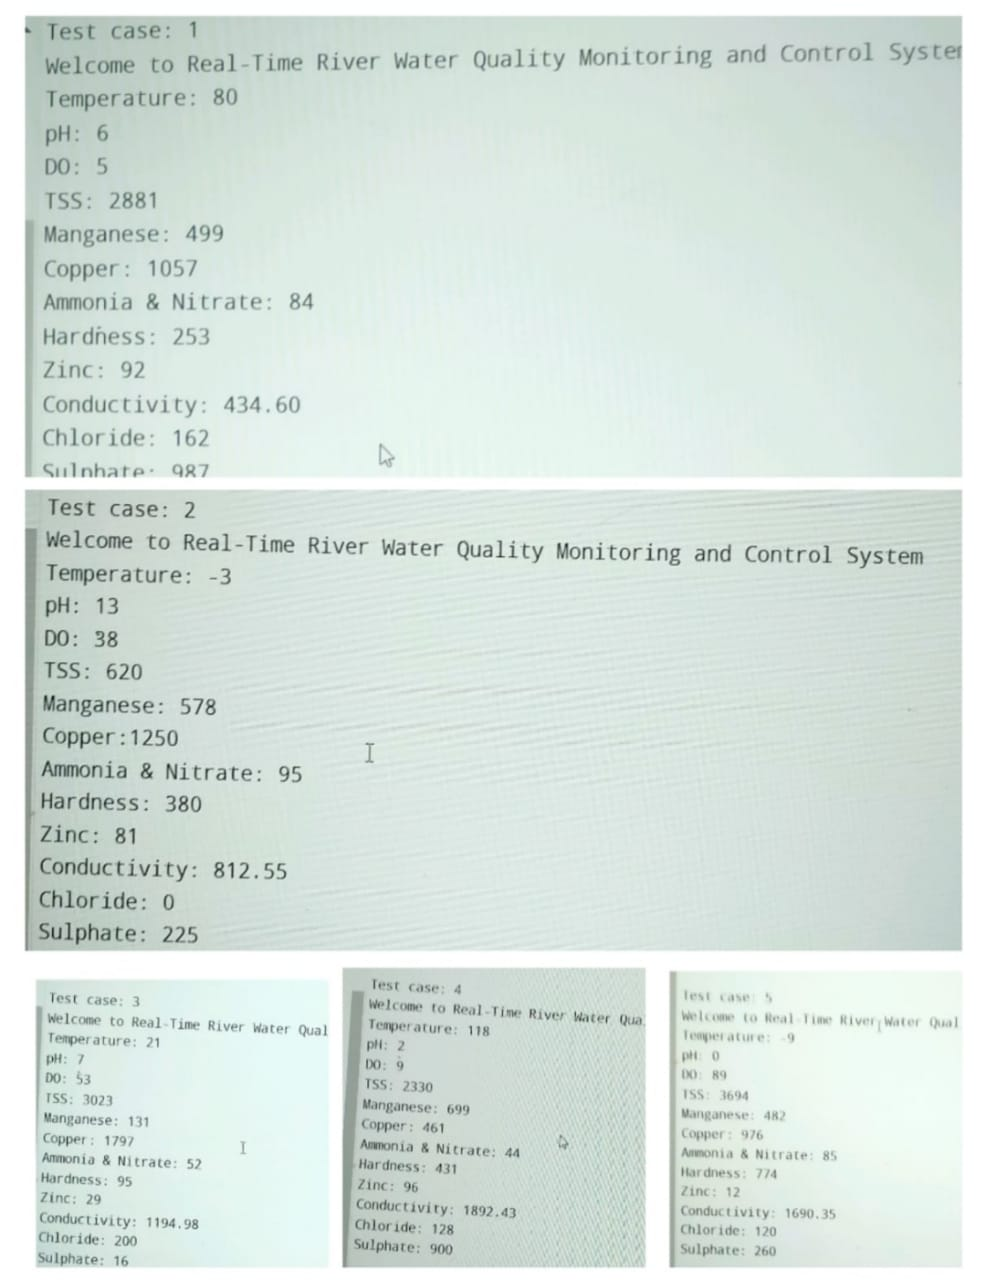 Test case: 1
Welcome to Real-Time River Water Quality Monitoring and Control System
Temperature: 80
pH: 6
DO: 5
TSS: 2881
Manganese: 499
Copper: 1057
Ammonia & Nitrate: 84
Hardness: 253
Zinc: 92
Conductivity: 434.60
Chloride: 162
Sulphate: 987
Test case: 2
Welcome to Real-Time River Water Quality Monitoring and Control System
Temperature: -3
pH: 13
DO: 38
TSS: 620
Manganese: 578
Copper:1250
Ammonia & Nitrate: 95
Hardness: 380
Zinc: 81
Conductivity: 812.55
Chloride: 0
Sulphate: 225
Test case: 3
Welcome to Real-Time River Water Qual
Temperature: 21
pH: 7
DO: 53
TSS: 3023
Manganese: 131
Copper: 1797
Ammonia & Nitrate: 52
Hardness: 95
Zinc: 29
Conductivity: 1194.98
Chloride: 200
Sulphate: 16
Test case: 4
Welcome to Real-Time River Water Qua
Temperature: 118
pH: 2
DO: 9
TSS: 2330
Manganese: 699
Copper: 461
Ammonia & Nitrate: 44
Hardness: 431
Zinc: 96
Conductivity: 1892.43
Chloride: 128
Sulphate: 900
Test case: 5
Welcome to Real-Time River Water Qual
Temperature: -9
pH: 0
DO: 89
TSS: 3694
Manganese: 482
Copper: 976
Ammonia & Nitrate: 85
Hardness: 774
Zinc: 12
Conductivity: 1690.35
Chloride: 120
Sulphate: 260